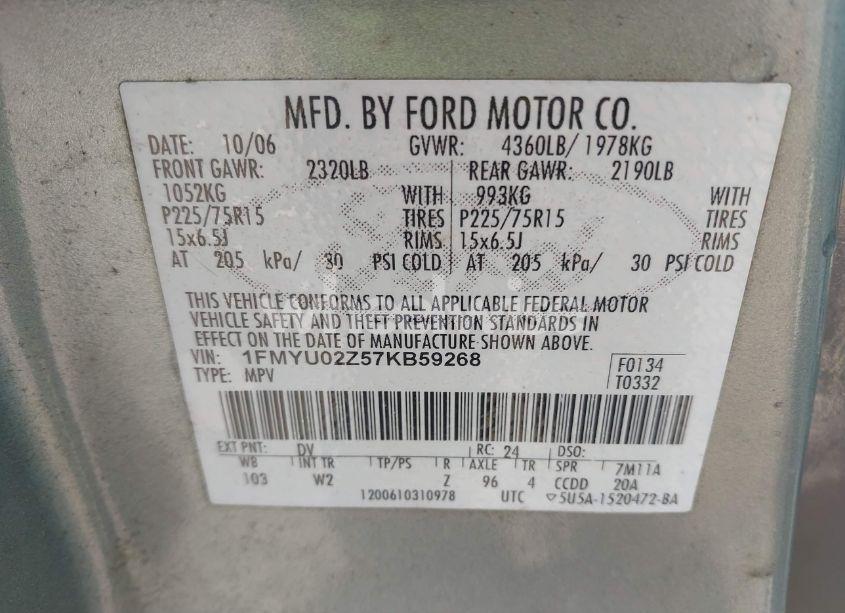 MFD. BY FORD MOTOR CO.
DATE: 10/06 GVWR: 4360LB/1978KG
FRONT GAWR: 2320LB REAR GAWR: 2190LB
1052KG WITH 993KG WITH
P225/75R15 TIRES P225/75R15 TIRES
15x6.5J RIMS 15x6.5J RIMS
AT 205 kPa/ 30 PSI COLD AT 205 kPa/ 30 PSI COLD
THIS VEHICLE CONFORMS TO ALL APPLICABLE FEDERAL MOTOR
VEHICLE SAFETY AND THEFT PREVENTION STANDARDS IN
EFFECT ON THE DATE OF MANUFACTURE SHOWN ABOVE.
VIN: 1FMYU02Z57KB59268 F0134
TYPE: MPV T0332
EXT PNT: DV RC: 24 DSO:
WB INT TR TP/PS R AXLE TR SPR 7M11A
103 W2 Z 96 4 CCDD 20A
1200610310978 UTC ▽5U5A-1520472-BA